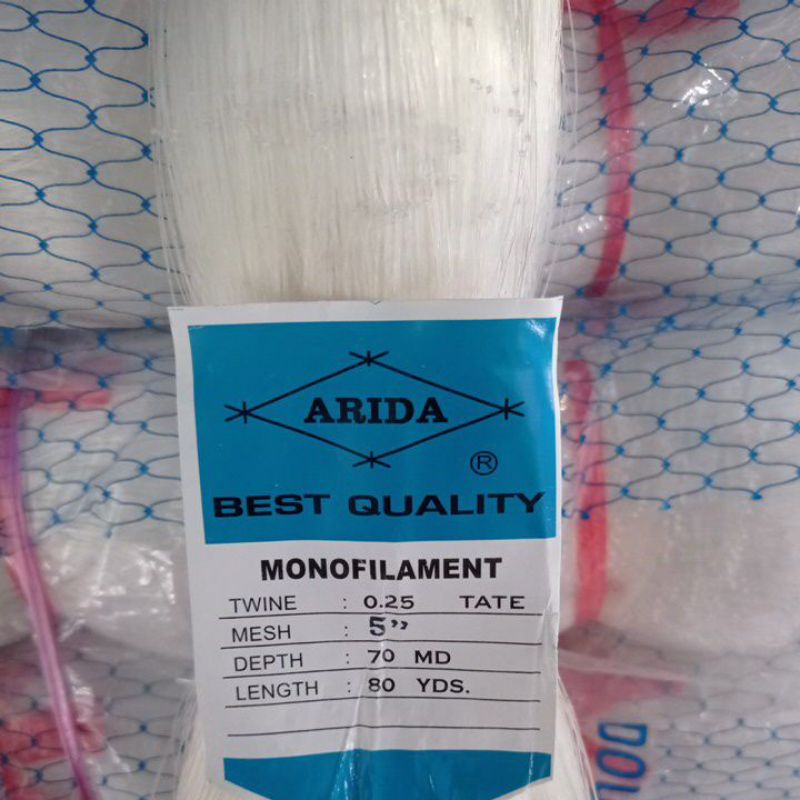 ARIDA
®
BEST QUALITY
MONOFILAMENT
TWINE : 0.25 TATE
MESH : 5”
DEPTH : 70 MD
LENGTH : 80 YDS.